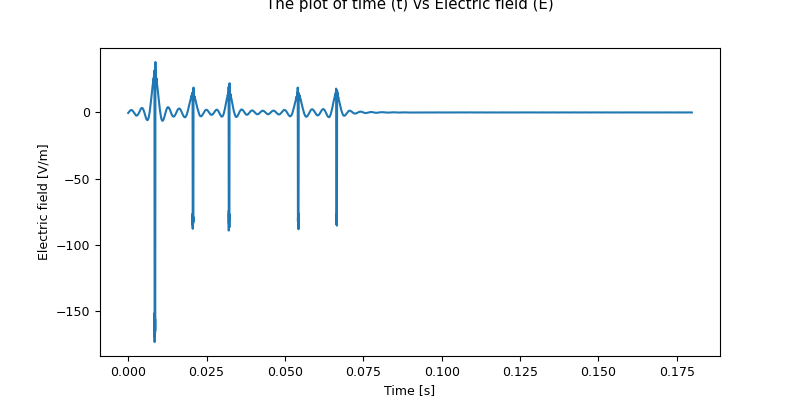 The plot of time (t) vs Electric field (E)
0
−50
−100
−150
Electric field [V/m]
0.000 0.025 0.050 0.075 0.100 0.125 0.150 0.175
Time [s]